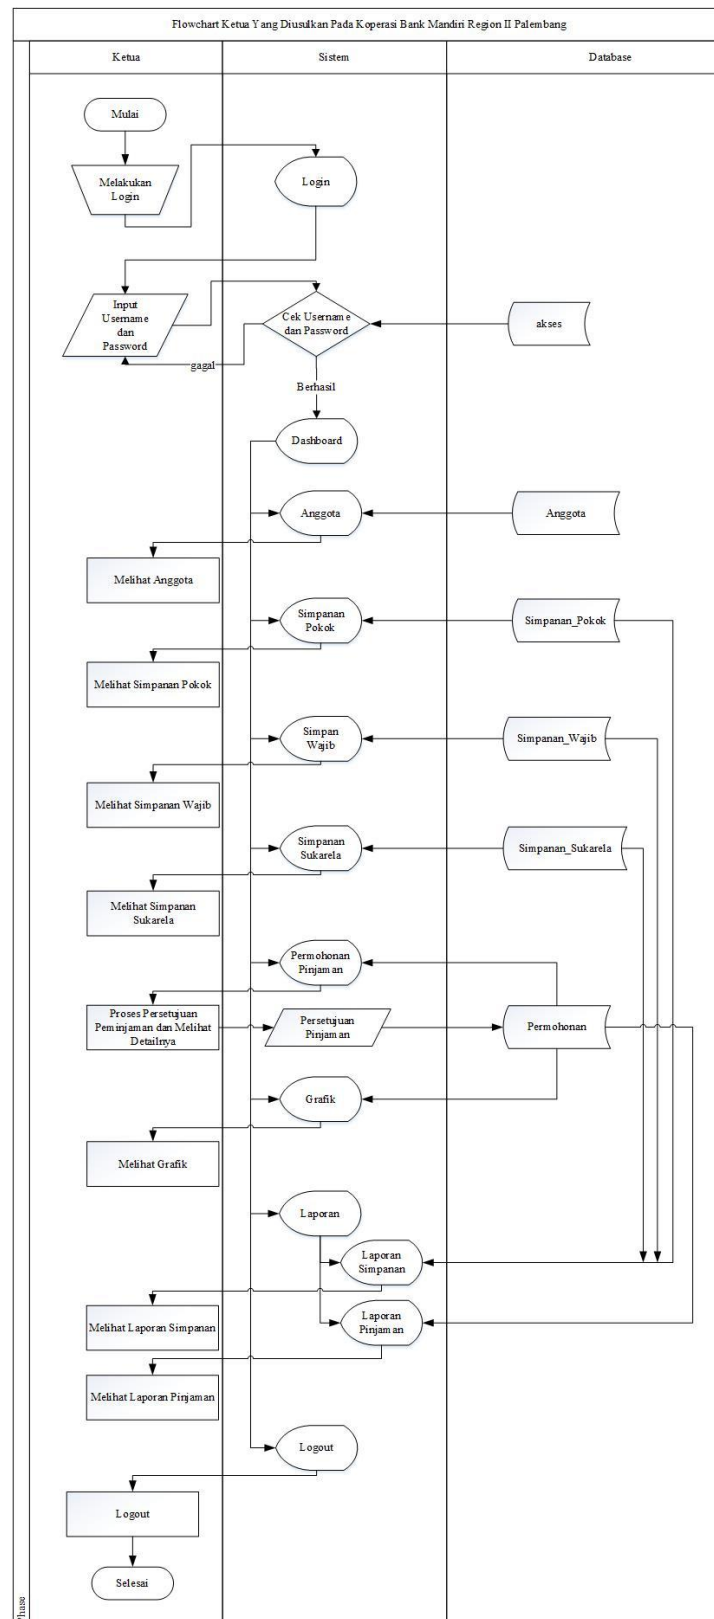 Flowchart Ketua Yang Diusulkan Pada Koperasi Bank Mandiri Region II Palembang
Ketua
Sistem
Database
Mulai
Melakukan
Login
Login
Input
Username
dan
Password
Cek Username
dan Password
akses
gagal
Berhasil
Dashboard
Anggota
Anggota
Melihat Anggota
Simpanan
Pokok
Simpanan_Pokok
Melihat Simpanan Pokok
Simpan
Wajib
Simpanan_Wajib
Melihat Simpanan Wajib
Simpanan
Sukarela
Simpanan_Sukarela
Melihat Simpanan
Sukarela
Permohonan
Pinjaman
Proses Persetujuan
Peminjaman dan Melihat
Detailnya
Persetujuan
Pinjaman
Permohonan
Grafik
Melihat Grafik
Laporan
Laporan
Simpanan
Melihat Laporan Simpanan
Laporan
Pinjaman
Melihat Laporan Pinjaman
Logout
Logout
Selesai
Phase